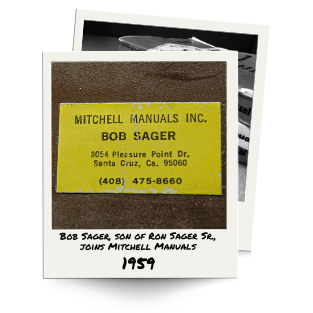 MITCHELL MANUALS INC.
BOB SAGER
3054 Pleasure Point Dr.
Santa Cruz, Ca. 95060
(408) 475-8660
Bob Sager, son of Ron Sager Sr.,
joins Mitchell Manuals
1959